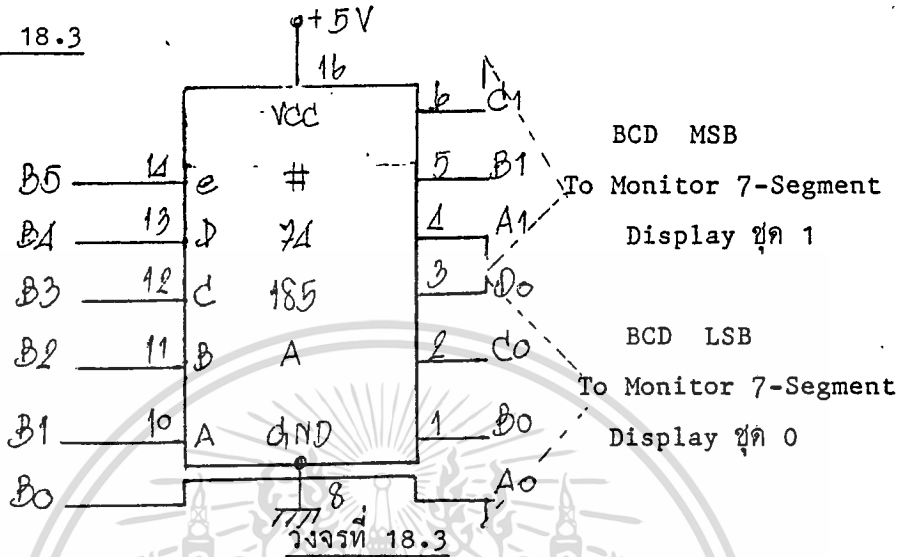 18.3
+5V
16
VCC
6 C1
BCD MSB
B5 14 e
#
5 B1
To Monitor 7-Segment
B4 13 D
74
4 A1
Display ชุด 1
B3 12 C
185
3 D0
B2 11 B
A
2 C0
BCD LSB
To Monitor 7-Segment
B1 10 A
GND
1 B0
Display ชุด 0
B0
8
A0
วงจรที่ 18.3